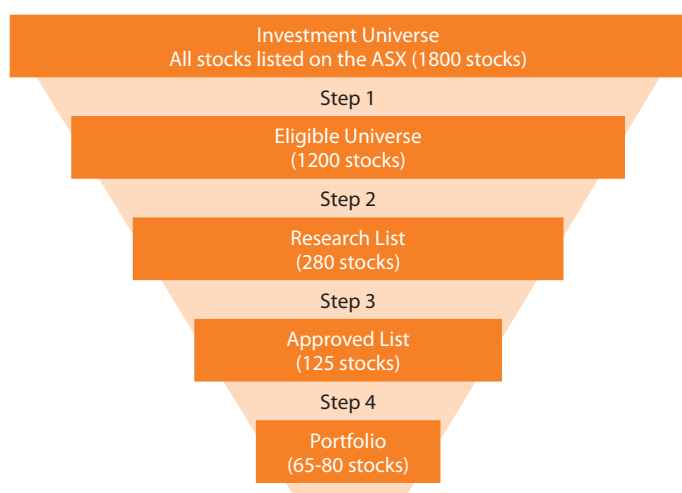 Investment Universe
All stocks listed on the ASX (1800 stocks)
Step 1
Eligible Universe
(1200 stocks)
Step 2
Research List
(280 stocks)
Step 3
Approved List
(125 stocks)
Step 4
Portfolio
(65-80 stocks)